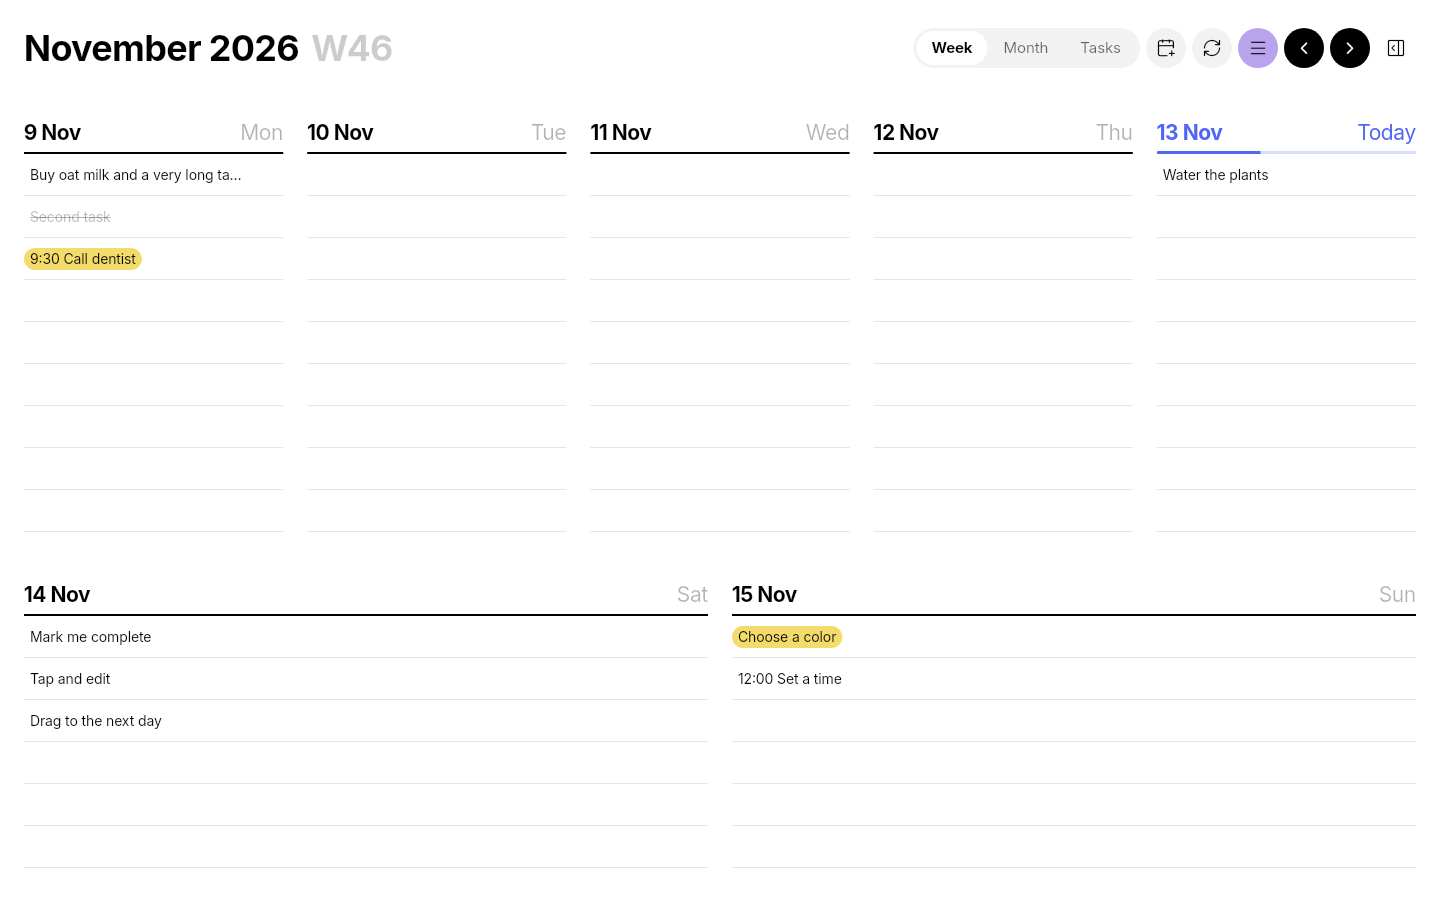 November 2026 W46
Week Month Tasks
9 Nov Mon
Buy oat milk and a very long ta...
Second task
9:30 Call dentist
10 Nov Tue
11 Nov Wed
12 Nov Thu
13 Nov Today
Water the plants
14 Nov Sat
Mark me complete
Tap and edit
Drag to the next day
15 Nov Sun
Choose a color
12:00 Set a time